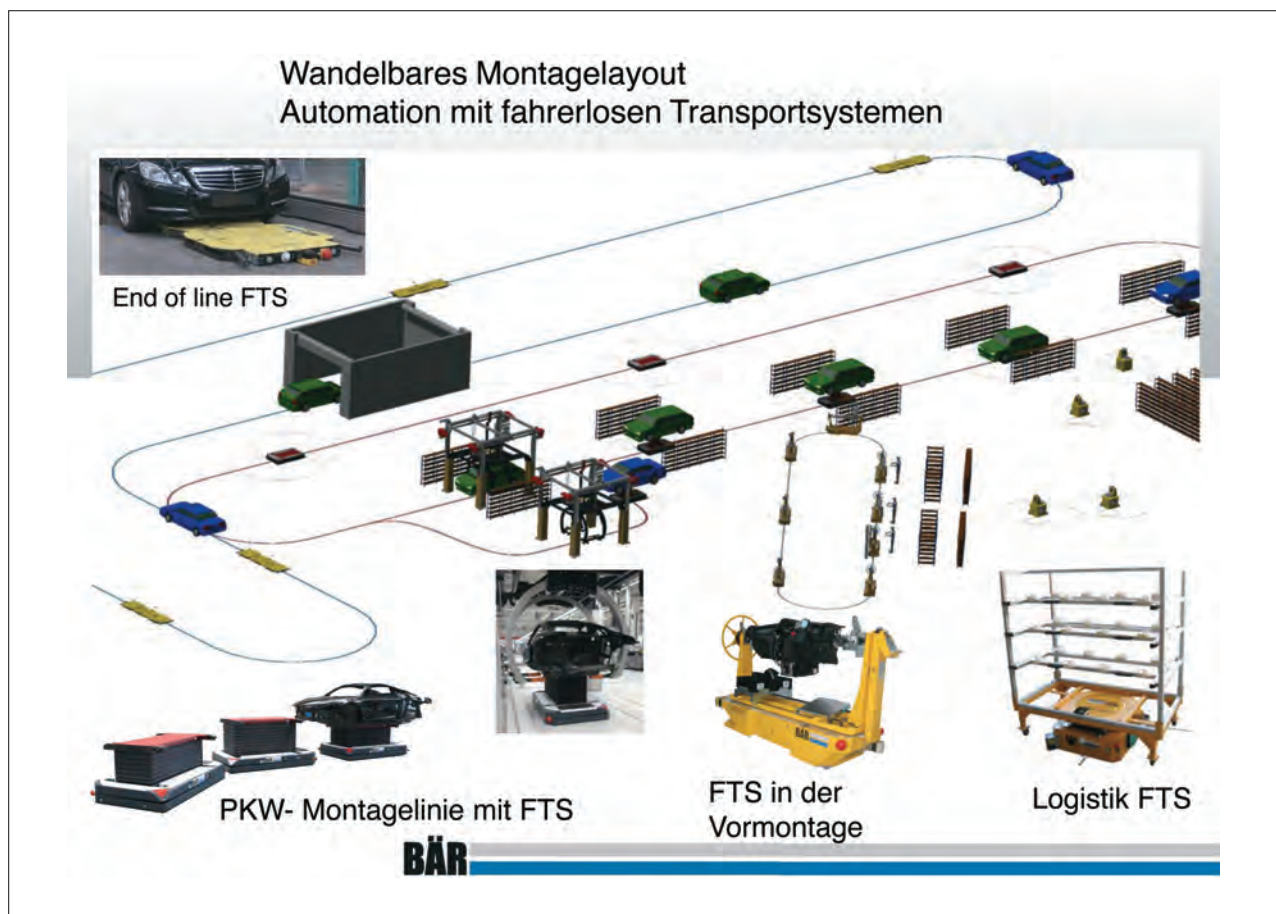 Wandelbares Montagelayout
Automation mit fahrerlosen Transportsystemen
End of line FTS
PKW- Montagelinie mit FTS
BÄR
FTS in der
Vormontage
Logistik FTS
BÄR